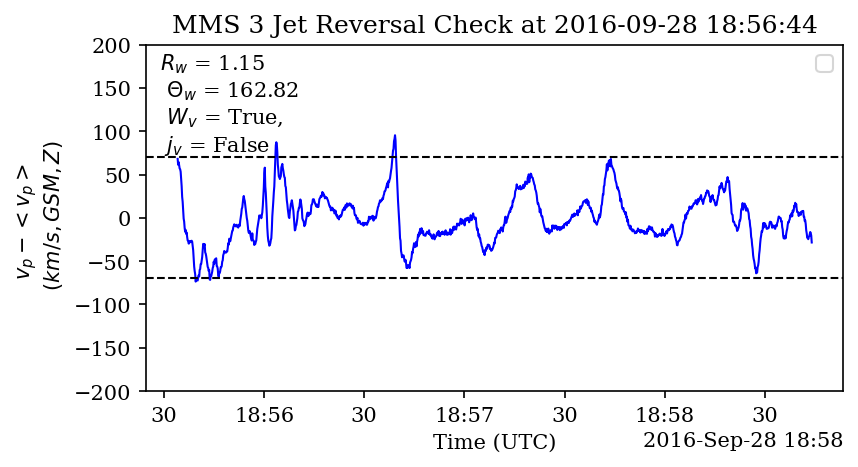 MMS 3 Jet Reversal Check at 2016-09-28 18:56:44
200
150
100
50
0
−50
−100
−150
−200
v_p − < v_p >
(km/s, GSM, Z)
R_w = 1.15
Θ_w = 162.82
W_v = True,
j_v = False
30 18:56 30 18:57 30 18:58 30
Time (UTC)
2016-Sep-28 18:58